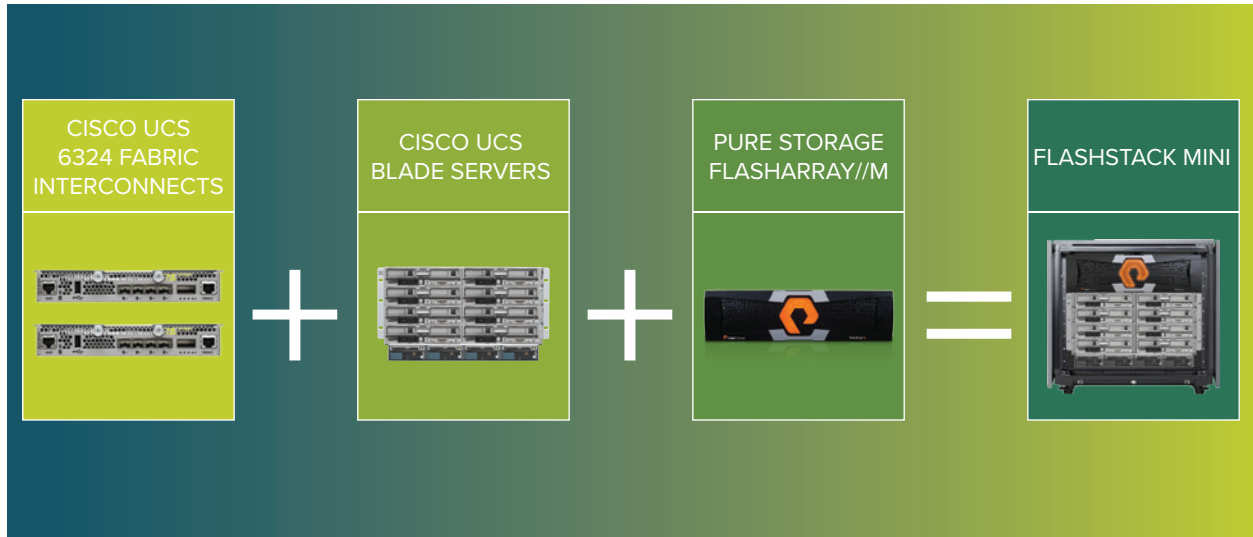 CISCO UCS
6324 FABRIC
INTERCONNECTS
CISCO UCS
BLADE SERVERS
PURE STORAGE
FLASHARRAY//M
FLASHSTACK MINI